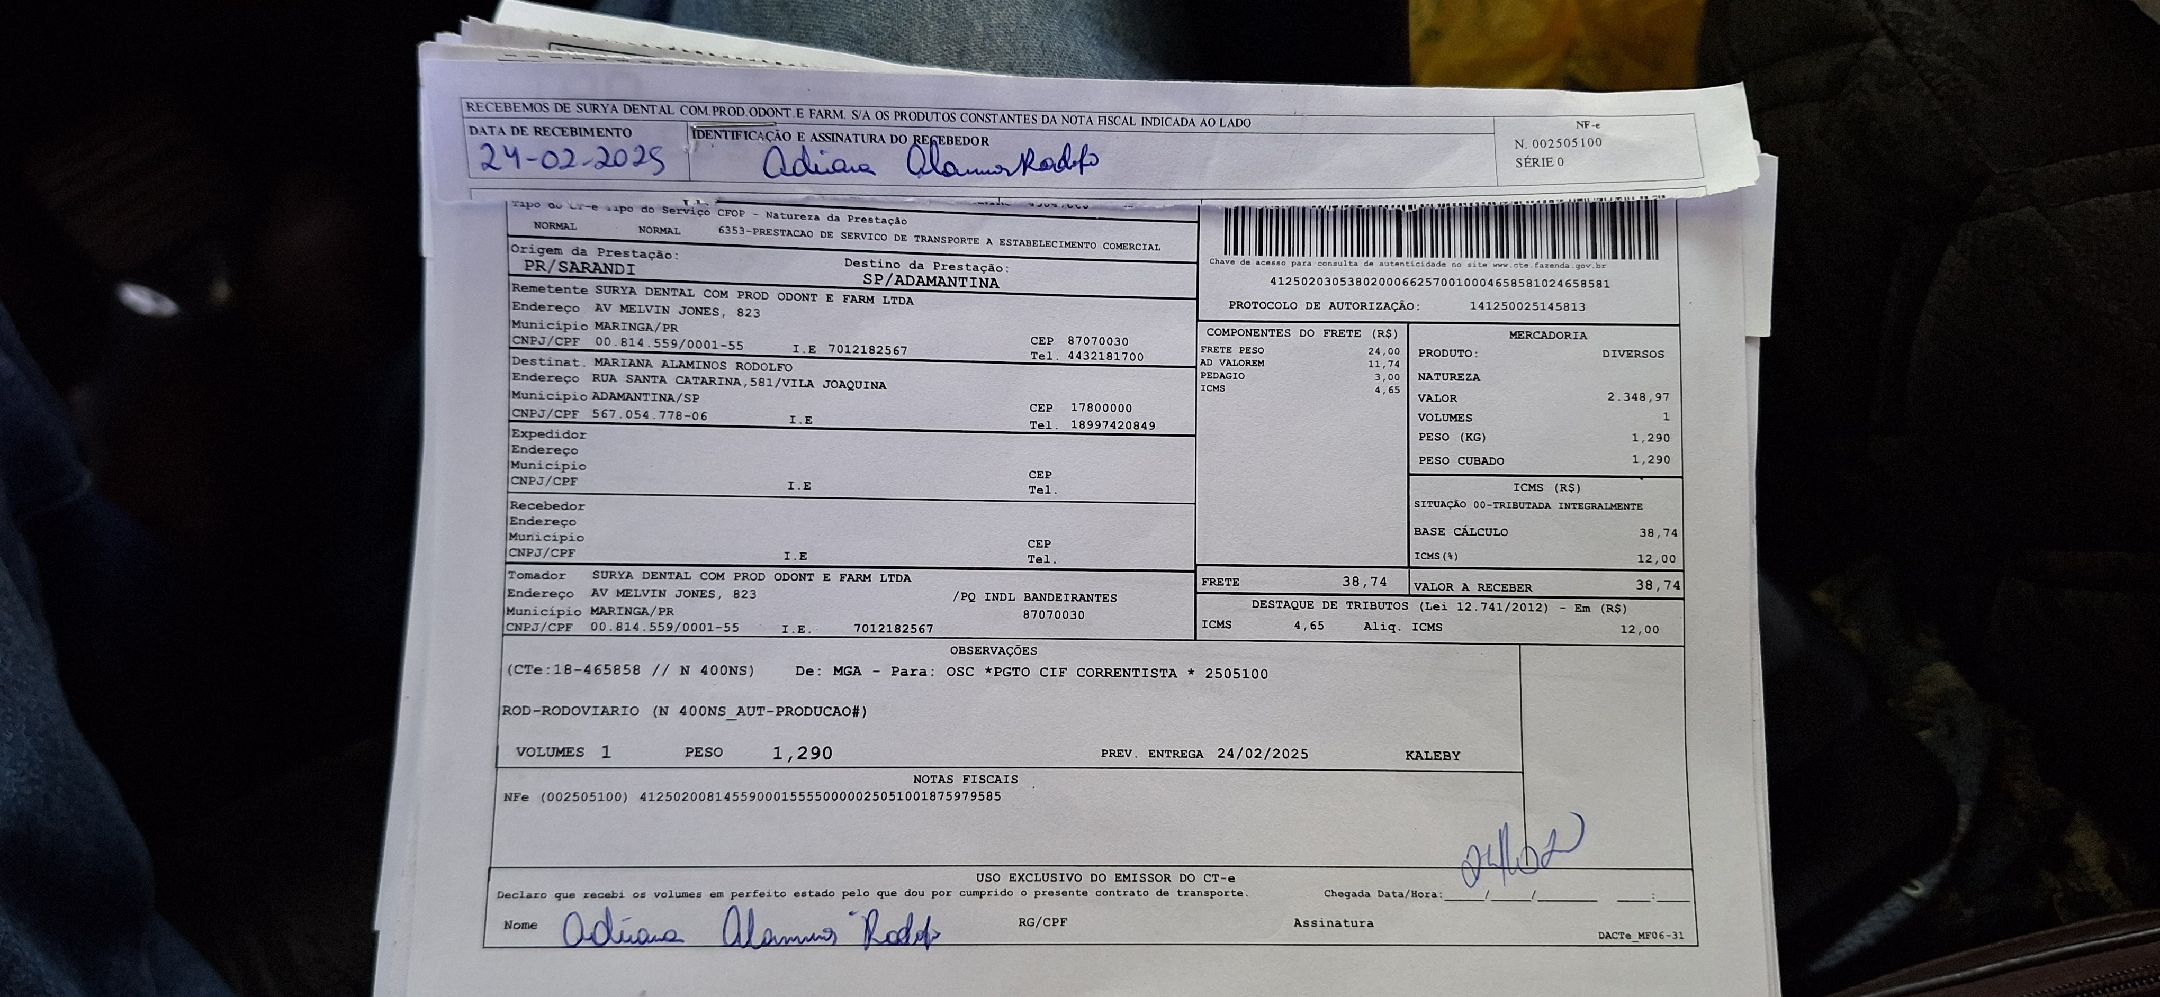 RECEBEMOS DE SURYA DENTAL COM.PROD.ODONT.E FARM. S/A OS PRODUTOS CONSTANTES DA NOTA FISCAL INDICADA AO LADO
DATA DE RECEBIMENTO IDENTIFICAÇÃO E ASSINATURA DO RECEBEDOR
24-02-2025 Adriana
NF-e
N. 002505100
SÉRIE 0
Tipo do CT-e Tipo do Serviço CFOP - Natureza da Prestação
NORMAL NORMAL 6353-PRESTACAO DE SERVICO DE TRANSPORTE A ESTABELECIMENTO COMERCIAL
Origem da Prestação: Destino da Prestação:
PR/SARANDI SP/ADAMANTINA
Remetente SURYA DENTAL COM PROD ODONT E FARM LTDA
Endereço AV MELVIN JONES, 823
Município MARINGA/PR CEP 87070030
CNPJ/CPF 00.814.559/0001-55 I.E 7012182567 Tel. 4432181700
Destinat. MARIANA ALAMINOS RODOLFO
Endereço RUA SANTA CATARINA,581/VILA JOAQUINA
Município ADAMANTINA/SP CEP 17800000
CNPJ/CPF 567.054.778-06 I.E Tel. 18997420849
Expedidor
Endereço
Município CEP
CNPJ/CPF I.E Tel.
Recebedor
Endereço
Município CEP
CNPJ/CPF I.E Tel.
Tomador SURYA DENTAL COM PROD ODONT E FARM LTDA
Endereço AV MELVIN JONES, 823 /PQ INDL BANDEIRANTES
Município MARINGA/PR 87070030
CNPJ/CPF 00.814.559/0001-55 I.E. 7012182567
Chave de acesso para consulta de autenticidade no site www.cte.fazenda.gov.br
41250203053802000662570010004658581024658581
PROTOCOLO DE AUTORIZAÇÃO: 141250025145813
COMPONENTES DO FRETE (R$)
FRETE PESO 24,00
AD VALOREM 11,74
PEDAGIO 3,00
ICMS 4,65
MERCADORIA
PRODUTO: DIVERSOS
NATUREZA
VALOR 2.348,97
VOLUMES 1
PESO (KG) 1,290
PESO CUBADO 1,290
ICMS (R$)
SITUAÇÃO 00-TRIBUTADA INTEGRALMENTE
BASE CÁLCULO 38,74
ICMS(%) 12,00
FRETE 38,74 VALOR A RECEBER 38,74
DESTAQUE DE TRIBUTOS (Lei 12.741/2012) - Em (R$)
ICMS 4,65 Aliq. ICMS 12,00
OBSERVAÇÕES
(CTe:18-465858 // N 400NS) De: MGA - Para: OSC *PGTO CIF CORRENTISTA * 2505100
ROD-RODOVIARIO (N 400NS_AUT-PRODUCAO#)
VOLUMES 1 PESO 1,290 PREV. ENTREGA 24/02/2025 KALEBY
NOTAS FISCAIS
NFe (002505100) 41250200814559000155550000025051001875979585
USO EXCLUSIVO DO EMISSOR DO CT-e
Declaro que recebi os volumes em perfeito estado pelo que dou por cumprido o presente contrato de transporte. Chegada Data/Hora:____/____/______ ___:___
Nome Adriana RG/CPF Assinatura
DACTe_MF06-31